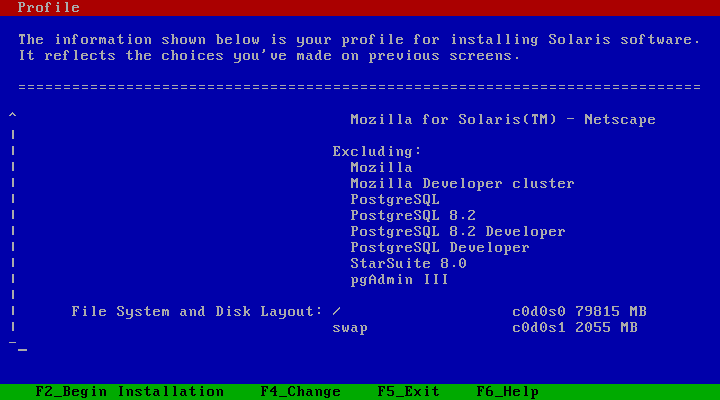 Profile
The information shown below is your profile for installing Solaris software.
It reflects the choices you've made on previous screens.
==============================================================================
^ Mozilla for Solaris(TM) - Netscape
|
| Excluding:
| Mozilla
| Mozilla Developer cluster
| PostgreSQL
| PostgreSQL 8.2
| PostgreSQL 8.2 Developer
| PostgreSQL Developer
| StarSuite 8.0
| pgAdmin III
|
| File System and Disk Layout: / c0d0s0 79815 MB
| swap c0d0s1 2055 MB
-_
F2_Begin Installation F4_Change F5_Exit F6_Help